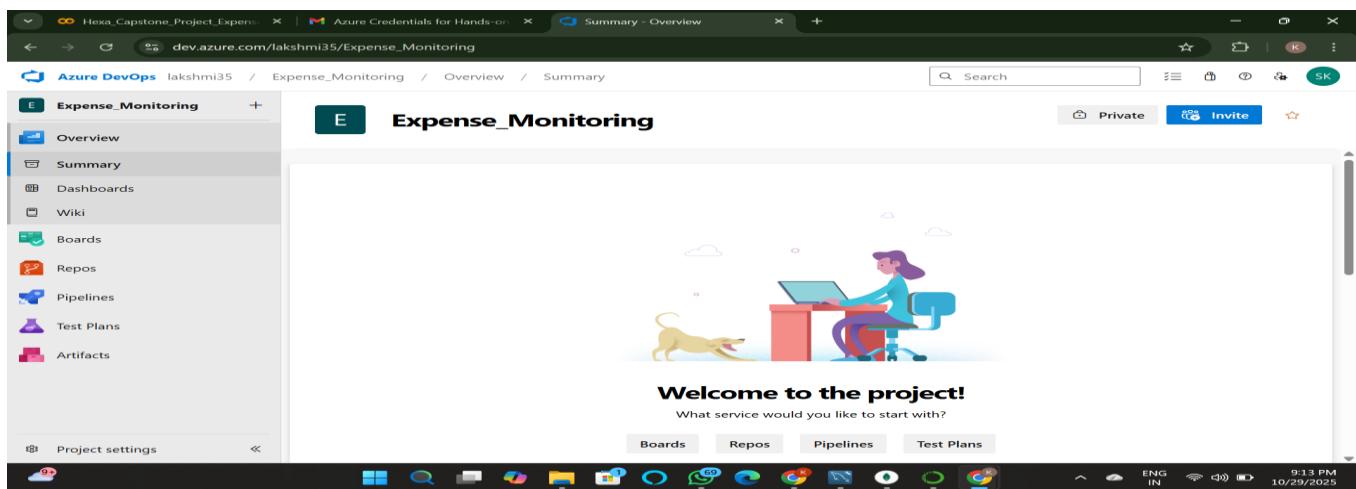 Hexa_Capstone_Project_Expens
Azure Credentials for Hands-on
Summary - Overview
dev.azure.com/lakshmi35/Expense_Monitoring
K
Azure DevOps lakshmi35 / Expense_Monitoring / Overview / Summary
Search
SK
E Expense_Monitoring +
E Expense_Monitoring
Private
Invite
Overview
Summary
Dashboards
Wiki
Boards
Repos
Pipelines
Test Plans
Artifacts
Welcome to the project!
What service would you like to start with?
Boards Repos Pipelines Test Plans
Project settings
9+
69
ENG
IN
9:13 PM
10/29/2025